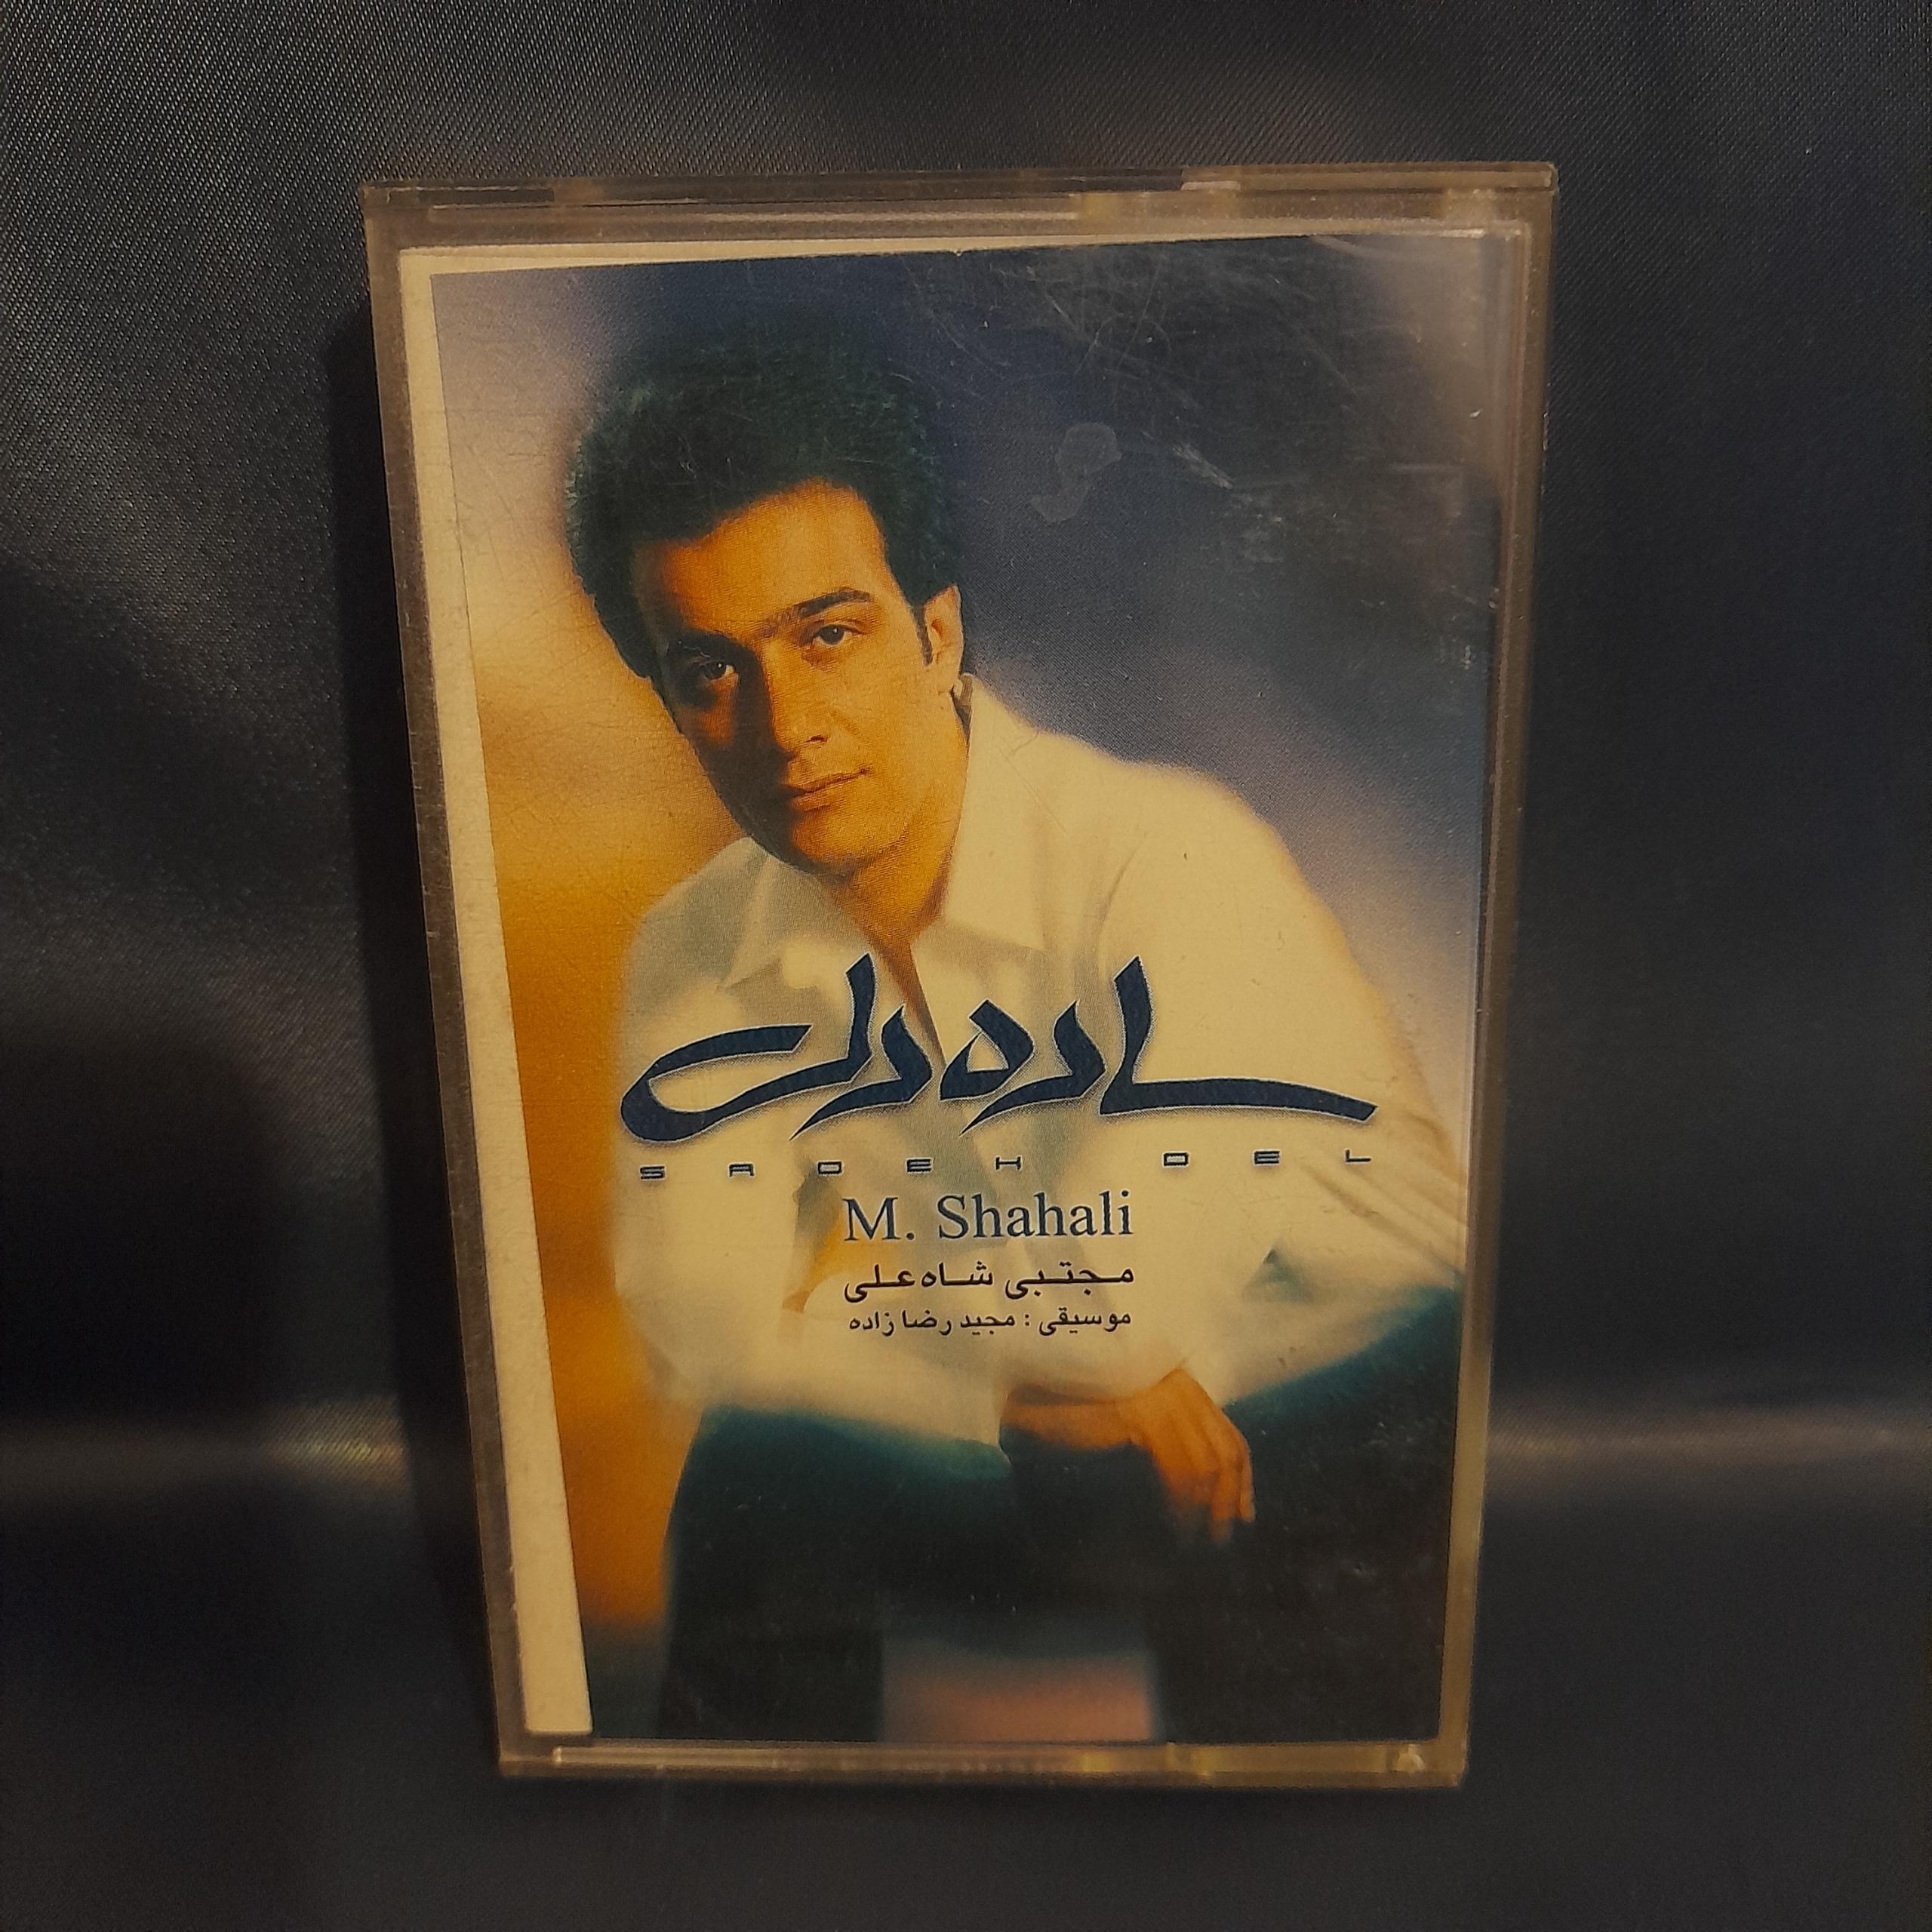 ساده دل
SADEH DEL
M. Shahali
مجتبی شاه علی
موسیقی : مجید رضا زاده